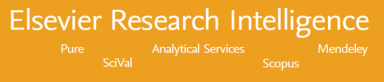 Elsevier Research Intelligence
Pure Analytical Services Mendeley
SciVal Scopus